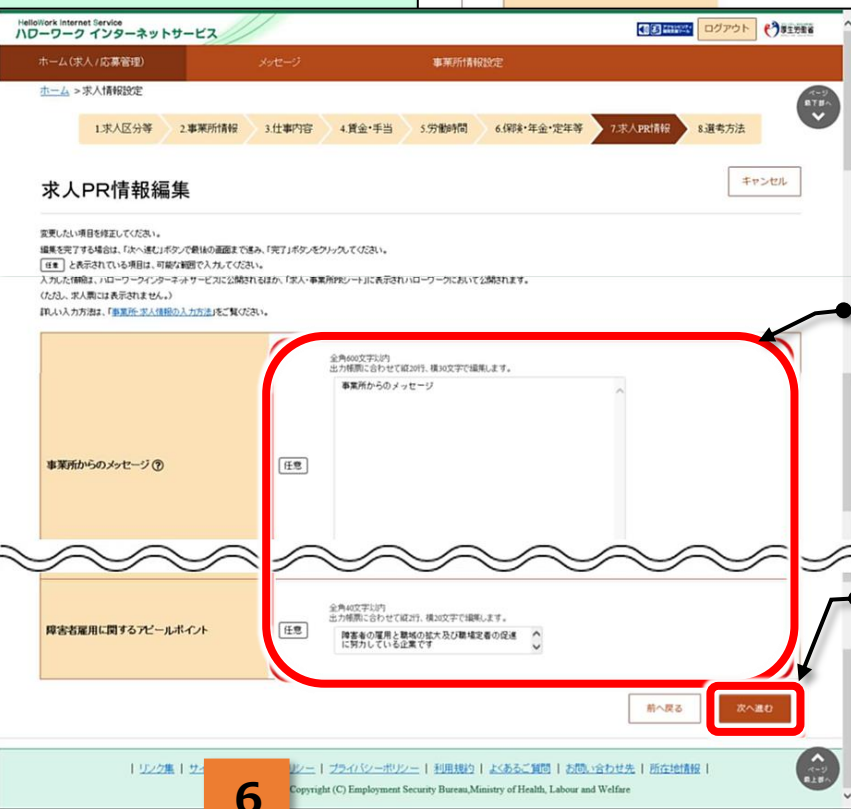 HelloWork Internet Service
ハローワーク インターネットサービス
ログアウト
厚生労働省
ホーム(求人/応募管理) メッセージ 事業所情報設定
ホーム >求人情報設定
ページ
最下部へ
1.求人区分等 2.事業所情報 3.仕事内容 4.賃金・手当 5.労働時間 6.保険・年金・定年等 7.求人PR情報 8.選考方法
求人PR情報編集
キャンセル
変更したい項目を修正してください。
編集を完了する場合は、「次へ進む」ボタンで最後の画面まで進み、「完了」ボタンをクリックしてください。
任意 と表示されている項目は、可能な範囲で入力してください。
入力した情報は、ハローワークインターネットサービスに公開されるほか、「求人・事業所PRシート」に表示されハローワークにおいて公開されます。
(ただし、求人票には表示されません。)
詳しい入力方法は、「事業所・求人情報の入力方法」をご覧ください。
全角600文字以内
出力帳票に合わせて縦20行、横30文字で編集します。
事業所からのメッセージ
事業所からのメッセージ ?
任意
全角40文字以内
出力帳票に合わせて縦2行、横20文字で編集します。
障害者雇用に関するアピールポイント
任意
障害者の雇用と職域の拡大及び職場定着の促進
に努力している企業です
前へ戻る 次へ進む
| リンク集 | サイ シー | プライバシーポリシー | 利用規約 | よくあるご質問 | お問い合わせ先 | 所在地情報 |
Copyright (C) Employment Security Bureau,Ministry of Health, Labour and Welfare
ページ
最上部へ
6